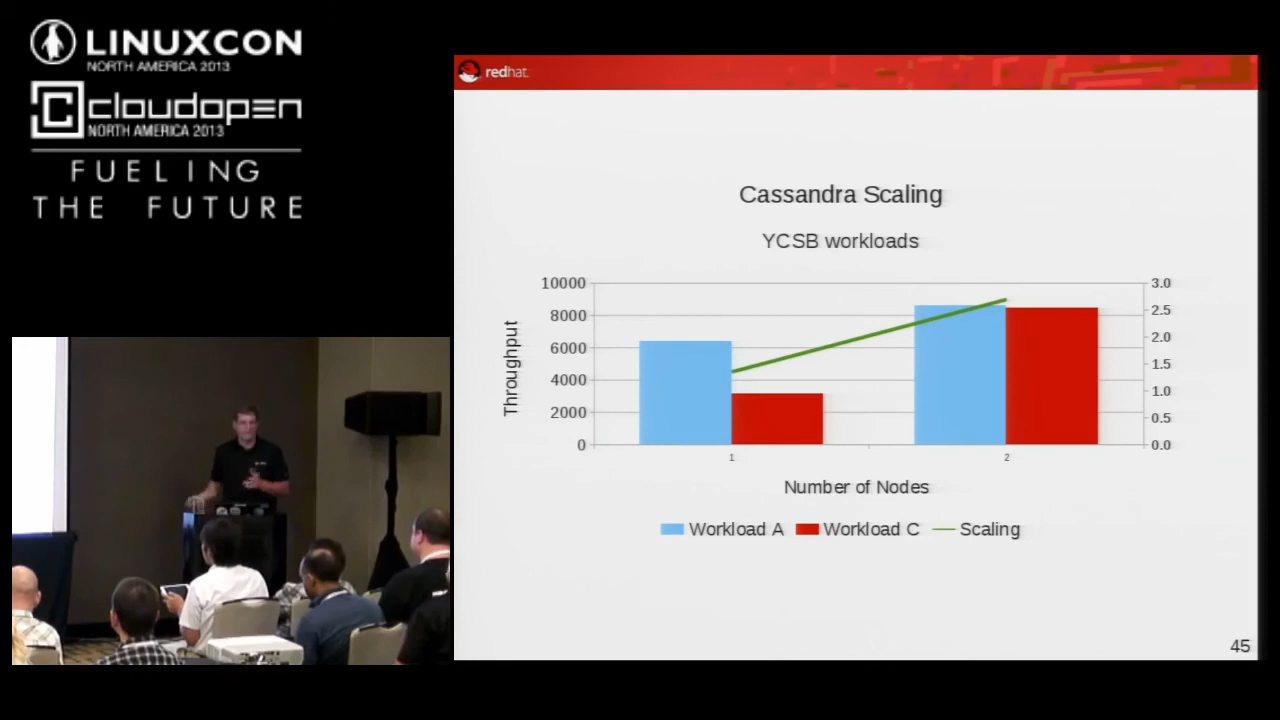 LINUXCON
NORTH AMERICA 2013
cloudopen
NORTH AMERICA 2013
FUELING
THE FUTURE
redhat.
Cassandra Scaling
YCSB workloads
10000
8000
6000
4000
2000
0
Throughput
3.0
2.5
2.0
1.5
1.0
0.5
0.0
1
2
Number of Nodes
Workload A
Workload C
Scaling
45